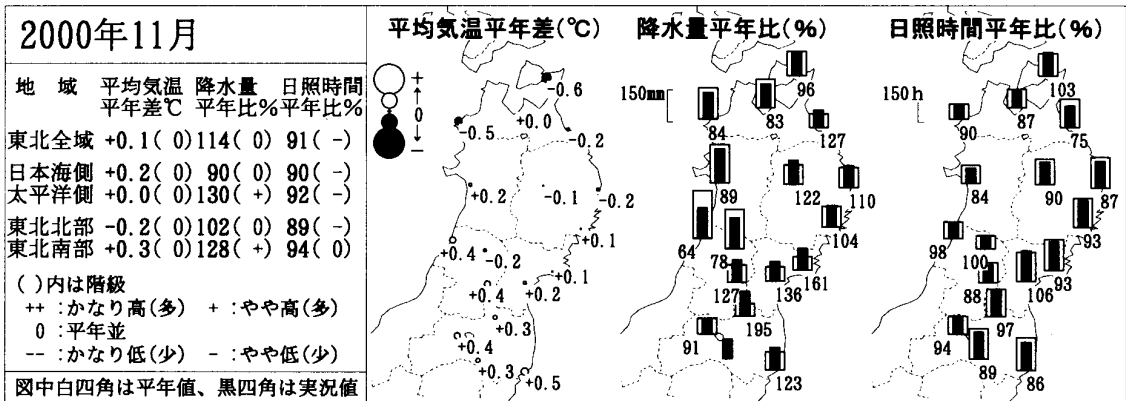 2000年11月
地 域 平均気温 降水量 日照時間
平年差℃ 平年比% 平年比%
東北全域 +0.1( 0) 114( 0) 91( -)
日本海側 +0.2( 0) 90( 0) 90( -)
太平洋側 +0.0( 0) 130( +) 92( -)
東北北部 -0.2( 0) 102( 0) 89( -)
東北南部 +0.3( 0) 128( +) 94( 0)
( )内は階級
++ :かなり高(多) + :やや高(多)
0 :平年並
-- :かなり低(少) - :やや低(少)
図中白四角は平年値、黒四角は実況値
平均気温平年差(℃)
+
0
-
-0.6
+0.0
-0.5
-0.2
+0.2
-0.1
-0.2
+0.1
+0.4
-0.2
+0.1
+0.4
+0.2
+0.3
+0.4
+0.3
+0.5
降水量平年比(%)
150mm
96
84
83
127
89
122
110
104
64
78
161
127
136
195
91
123
日照時間平年比(%)
150h
103
90
87
75
84
90
87
93
98
100
93
88
106
97
94
89
86